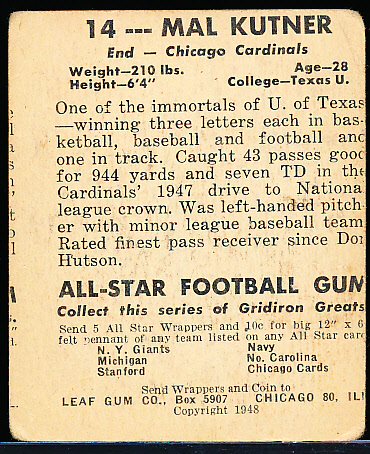 14 --- MAL KUTNER
End — Chicago Cardinals
Weight—210 lbs. Age—28
Height—6'4" College—Texas U.
One of the immortals of U. of Texas
—winning three letters each in bas-
ketball, baseball and football and
one in track. Caught 43 passes good
for 944 yards and seven TD in the
Cardinals' 1947 drive to Nationa
league crown. Was left-handed pitch-
er with minor league baseball team
Rated finest pass receiver since Don
Hutson.
ALL-STAR FOOTBALL GUM
Collect this series of Gridiron Greats
Send 5 All Star Wrappers and 10c for big 12" x 6
felt pennant of any team listed on any All Star card
N. Y. Giants Navy
Michigan No. Carolina
Stanford Chicago Cards
Send Wrappers and Coin to
LEAF GUM CO., Box 5907 CHICAGO 80, ILL
Copyright 1948